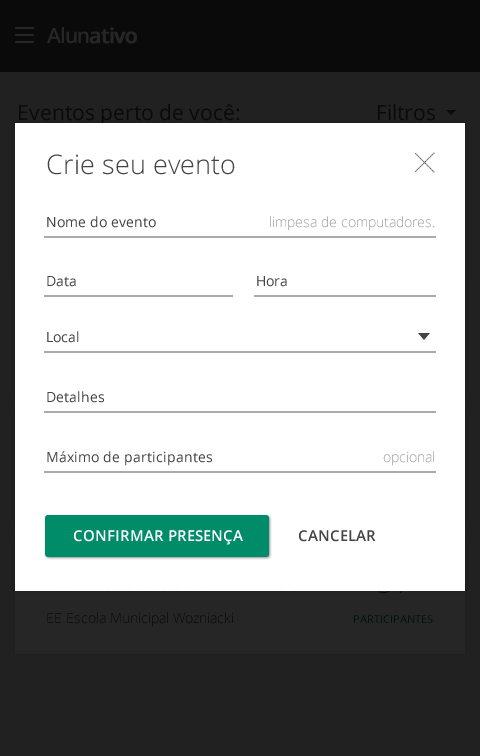 Alunativo
Eventos perto de você:
Filtros
Crie seu evento
Nome do evento
limpesa de computadores.
Data
Hora
Local
Detalhes
Máximo de participantes
opcional
CONFIRMAR PRESENÇA
CANCELAR
EE Escola Municipal Wozniacki
PARTICIPANTES